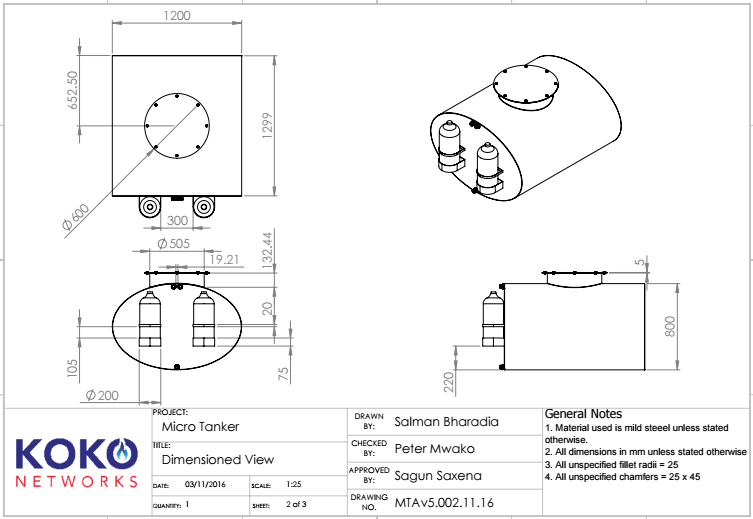 1200
652.50
1299
Ø600
300
Ø505
19.21
132.44
20
105
75
Ø200
5
800
220
KOKO
NETWORKS
PROJECT:
Micro Tanker
TITLE:
Dimensioned View
DATE: 03/11/2016 SCALE: 1:25
QUANTITY: 1 SHEET: 2 of 3
DRAWN BY: Salman Bharadia
CHECKED BY: Peter Mwako
APPROVED BY: Sagun Saxena
DRAWING NO. MTAv5.002.11.16
General Notes
1. Material used is mild steeel unless stated
otherwise.
2. All dimensions in mm unless stated otherwise
3. All unspecified fillet radii = 25
4. All unspecified chamfers = 25 x 45